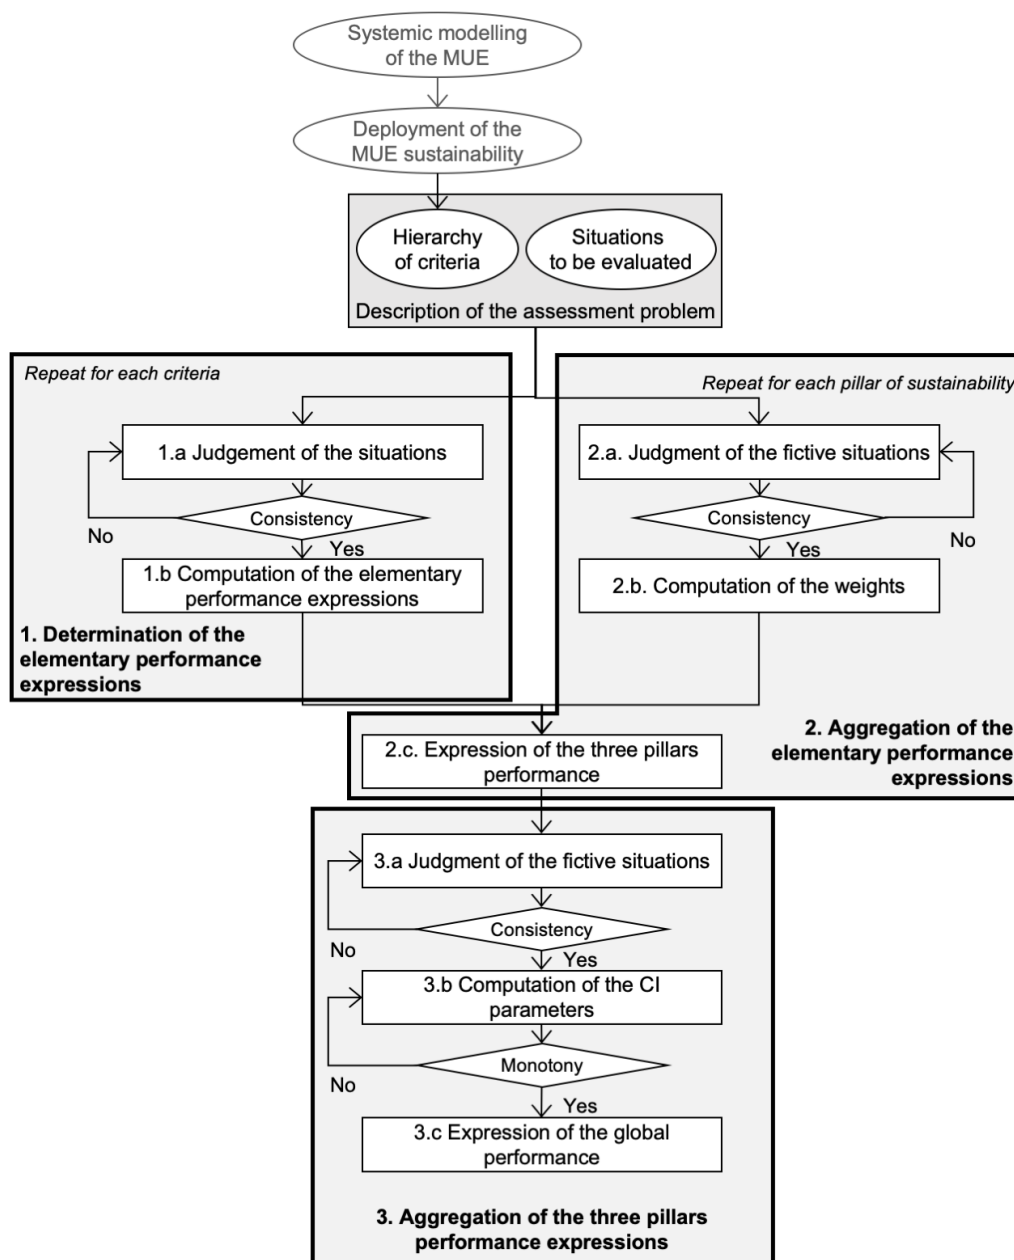 Systemic modelling
of the MUE
Deployment of the
MUE sustainability
Hierarchy
of criteria
Situations
to be evaluated
Description of the assessment problem
Repeat for each criteria
Repeat for each pillar of sustainability
1.a Judgement of the situations
2.a. Judgment of the fictive situations
Consistency
Consistency
No
Yes
Yes
No
1.b Computation of the elementary
performance expressions
2.b. Computation of the weights
1. Determination of the
elementary performance
expressions
2. Aggregation of the
elementary performance
expressions
2.c. Expression of the three pillars
performance
3.a Judgment of the fictive situations
Consistency
No
Yes
3.b Computation of the CI
parameters
Monotony
No
Yes
3.c Expression of the global
performance
3. Aggregation of the three pillars
performance expressions